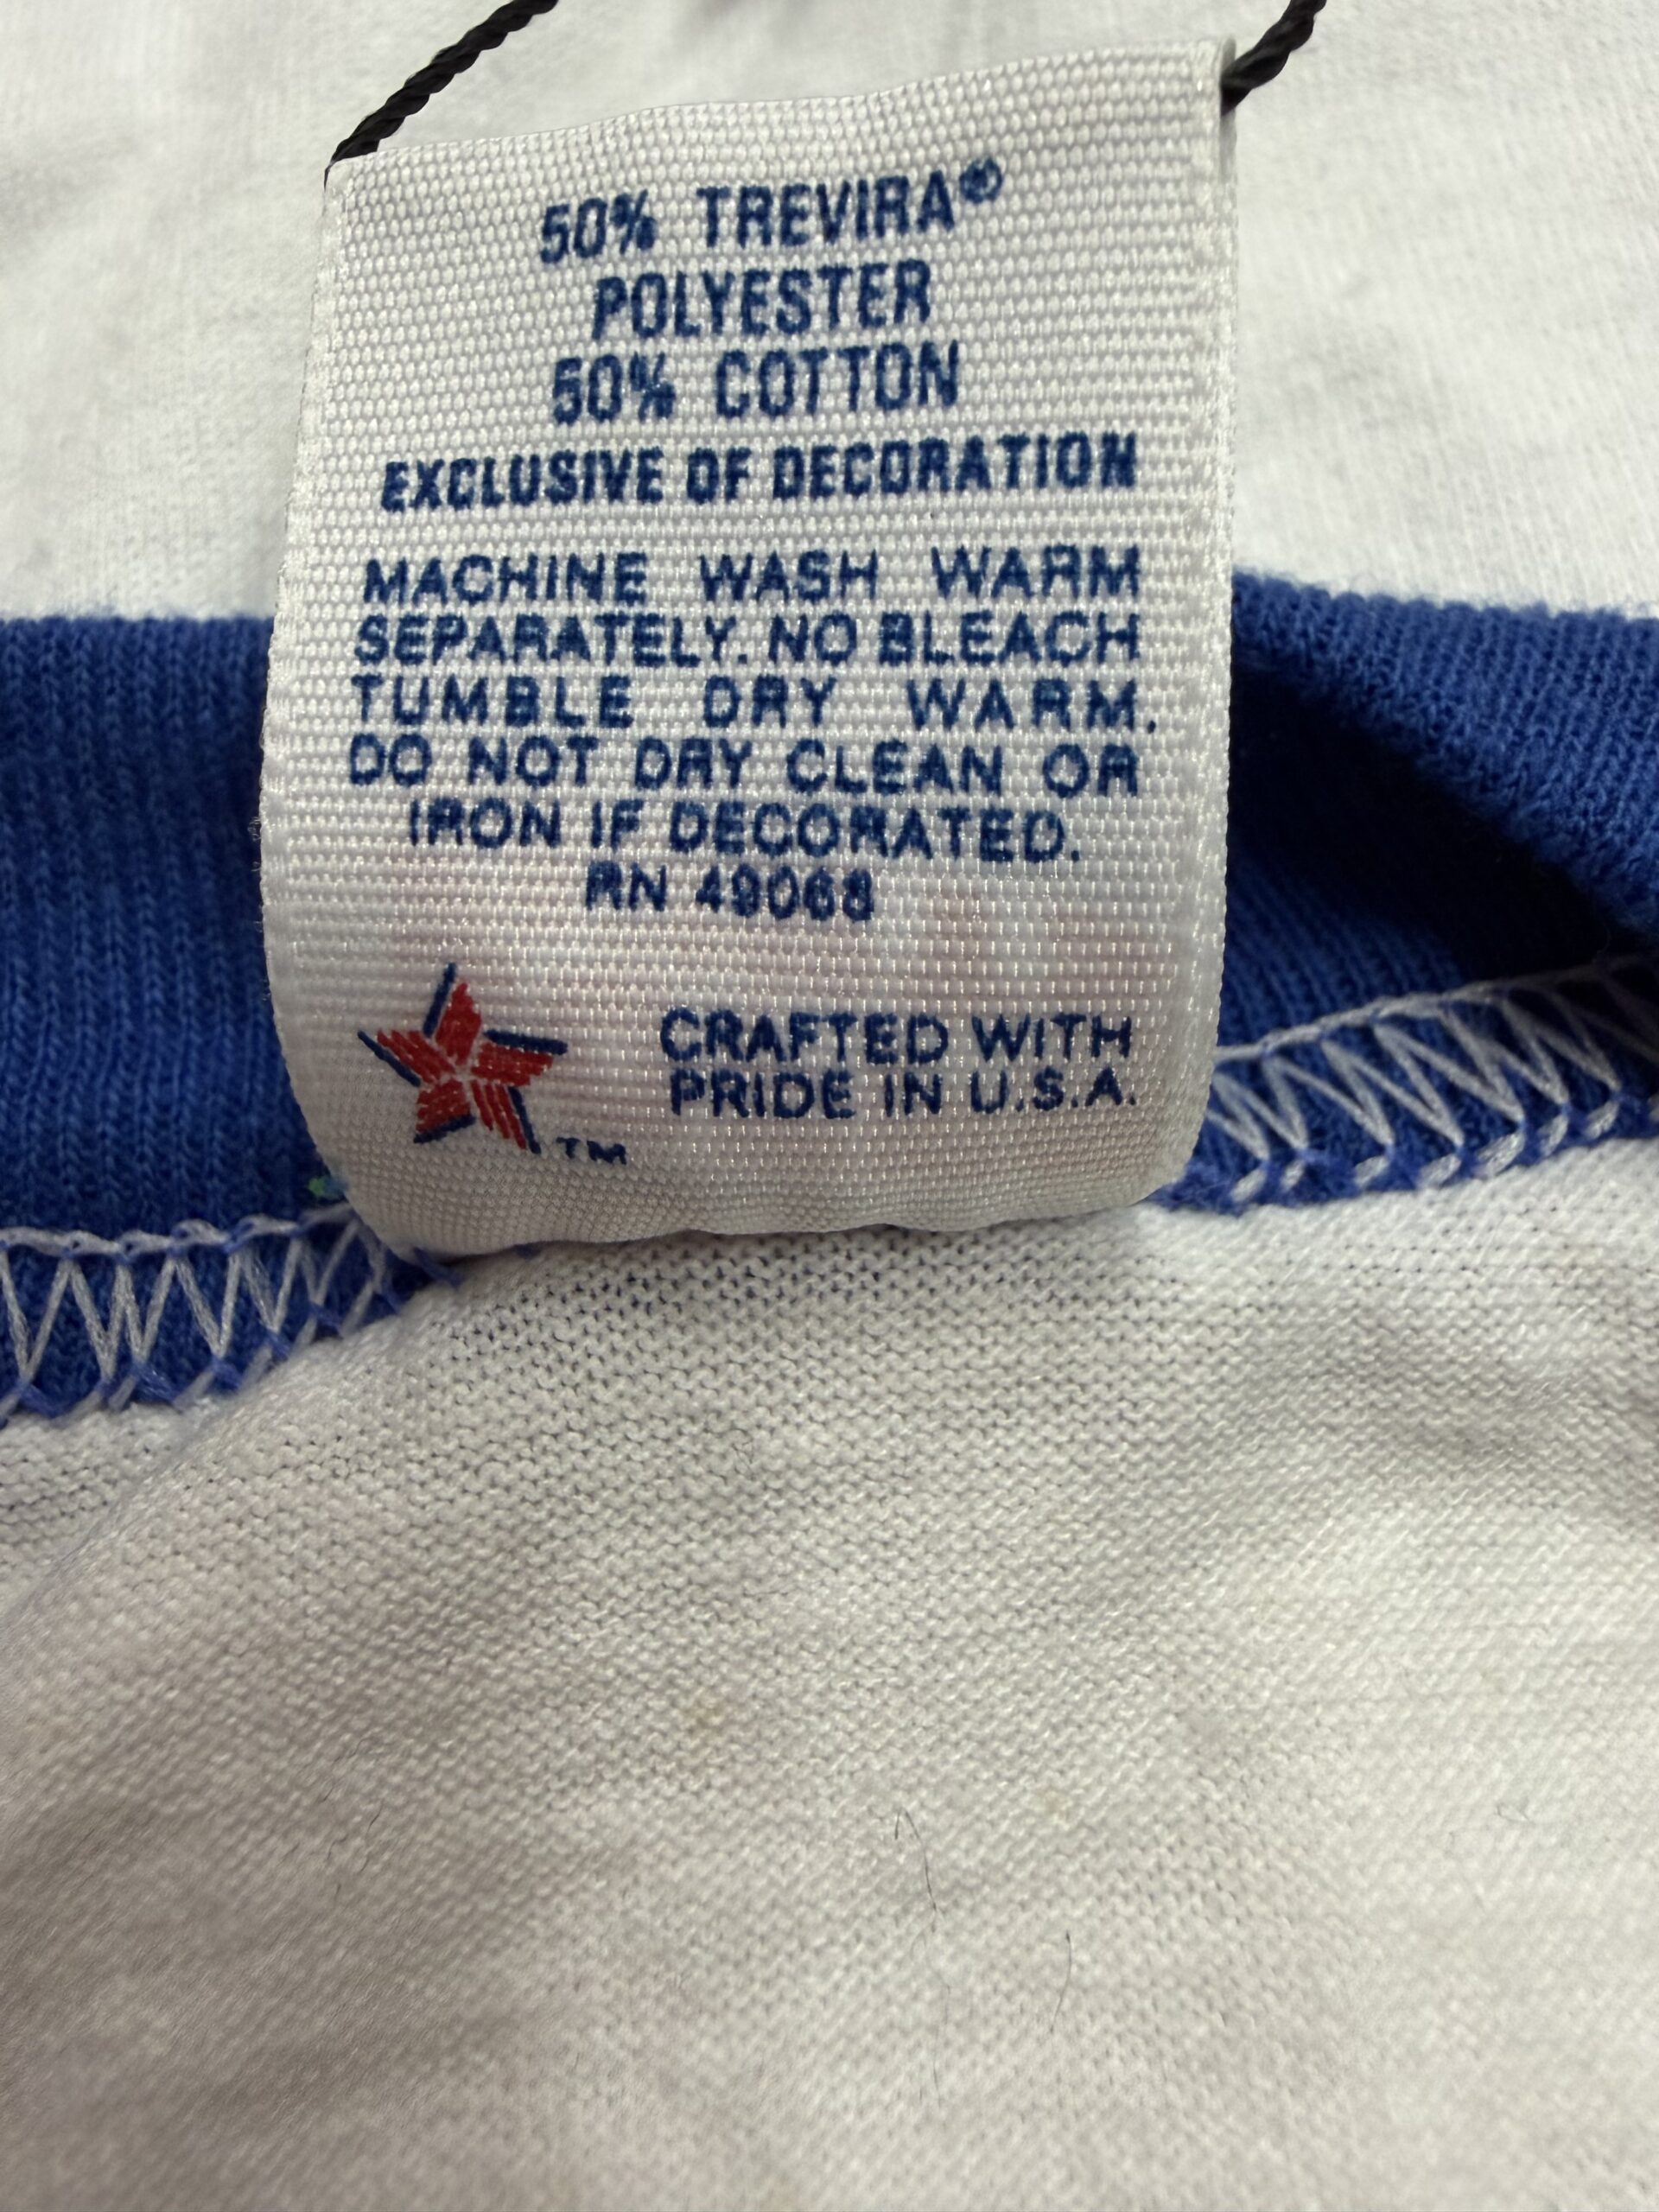 50% TREVIRA®
POLYESTER
50% COTTON
EXCLUSIVE OF DECORATION
MACHINE WASH WARM
SEPARATELY. NO BLEACH
TUMBLE DRY WARM.
DO NOT DRY CLEAN OR
IRON IF DECORATED.
RN 49068
CRAFTED WITH
PRIDE IN U.S.A.
TM